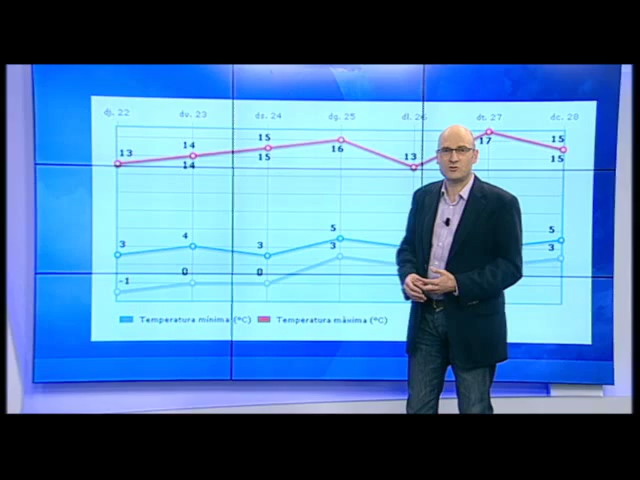 dj. 22 dv. 23 ds. 24 dg. 25 dl. 26 dt. 27 dc. 28
13 14 15 13 15
14 15 16 17 15
3 4 3 5 5
-1 0 0 3 3
Temperatura mínima (ºC) Temperatura màxima (ºC)